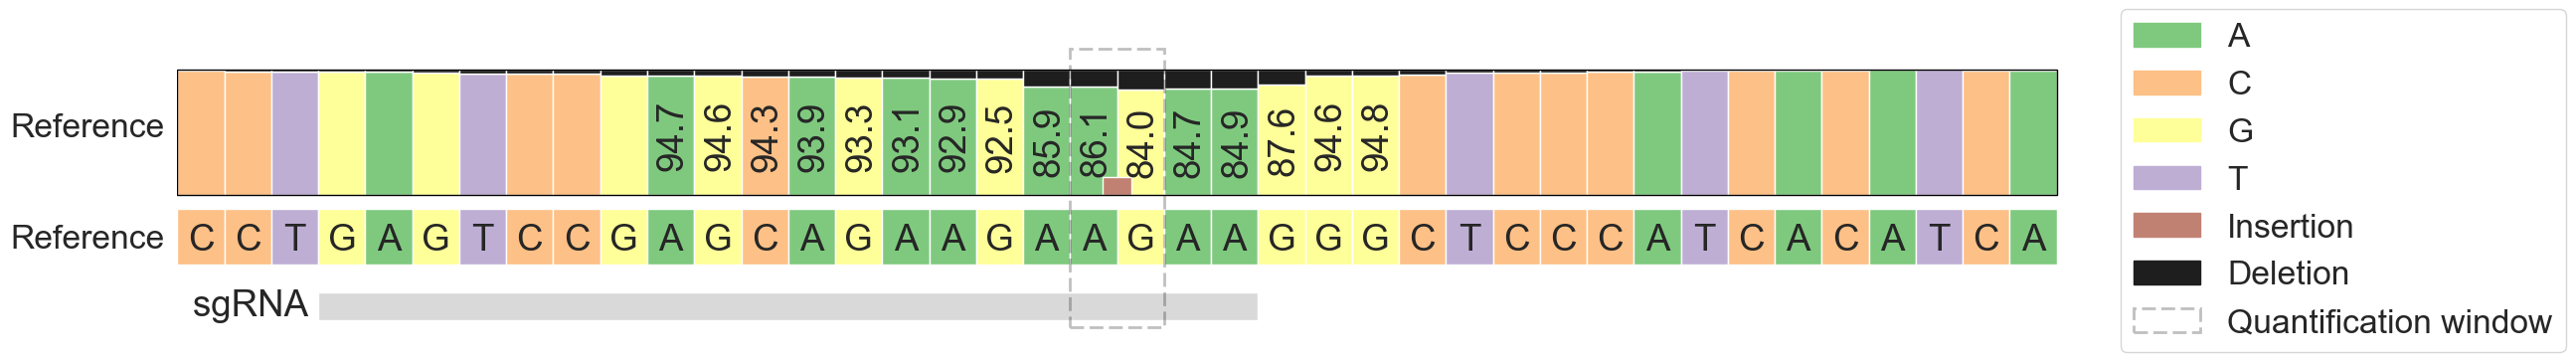 Reference
94.7 94.6 94.3 93.9 93.3 93.1 92.9 92.5 85.9 86.1 84.0 84.7 84.9 87.6 94.6 94.8
Reference C C T G A G T C C G A G C A G A A G A A G A A G G G C T C C C A T C A C A T C A
sgRNA
A
C
G
T
Insertion
Deletion
Quantification window